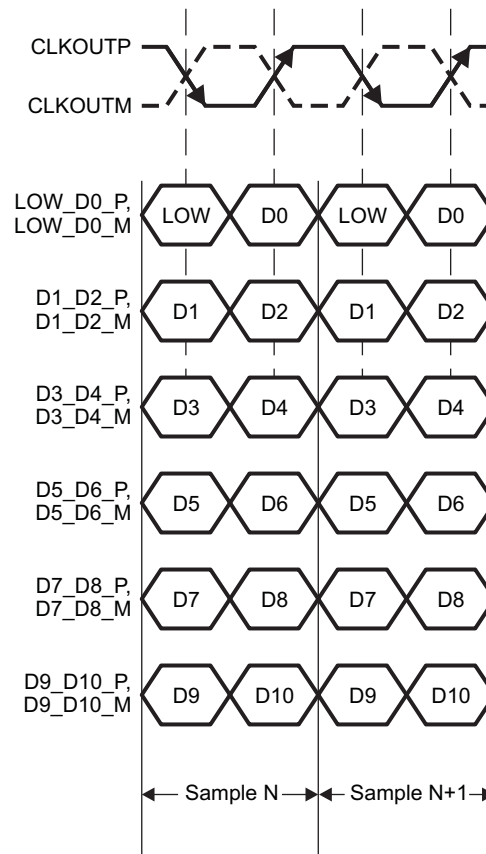 CLKOUTP
CLKOUTM
LOW_D0_P,
LOW_D0_M
LOW D0 LOW D0
D1_D2_P,
D1_D2_M
D1 D2 D1 D2
D3_D4_P,
D3_D4_M
D3 D4 D3 D4
D5_D6_P,
D5_D6_M
D5 D6 D5 D6
D7_D8_P,
D7_D8_M
D7 D8 D7 D8
D9_D10_P,
D9_D10_M
D9 D10 D9 D10
Sample N Sample N+1